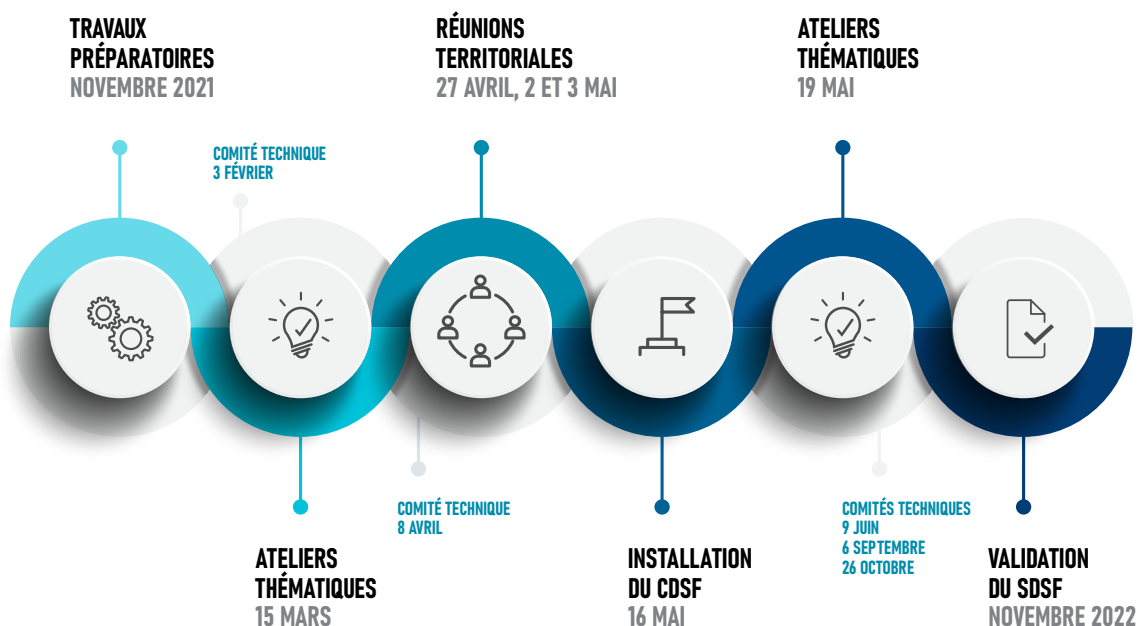 TRAVAUX
PRÉPARATOIRES
NOVEMBRE 2021
COMITÉ TECHNIQUE
3 FÉVRIER
ATELIERS
THÉMATIQUES
15 MARS
COMITÉ TECHNIQUE
8 AVRIL
RÉUNIONS
TERRITORIALES
27 AVRIL, 2 ET 3 MAI
INSTALLATION
DU CDSF
16 MAI
ATELIERS
THÉMATIQUES
19 MAI
COMITÉS TECHNIQUES
9 JUIN
6 SEPTEMBRE
26 OCTOBRE
VALIDATION
DU SDSF
NOVEMBRE 2022